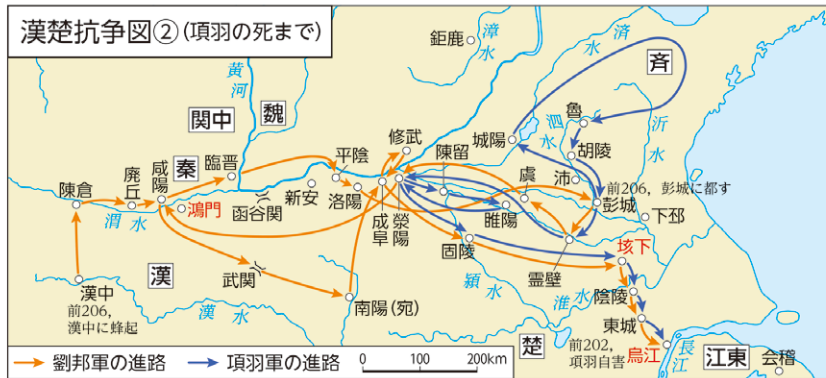 漢楚抗争図②(項羽の死まで)
鉅鹿
漳水
済水
斉
黄河
魏
関中
泗水
魯
沂水
修武
城陽
胡陵
平陰
陳留
咸陽
秦
臨晋
廃丘
陳倉
沛
前206，彭城に都す
虞
新安
洛陽
渭水
鴻門
函谷関
成皐
滎陽
睢陽
彭城
下邳
固陵
霊壁
垓下
漢
武関
漢中
前206，
漢中に蜂起
漢水
南陽(宛)
潁水
淮水
陰陵
東城
楚
前202，
項羽自害
烏江
長江
江東
会稽
劉邦軍の進路
項羽軍の進路
0 100 200km